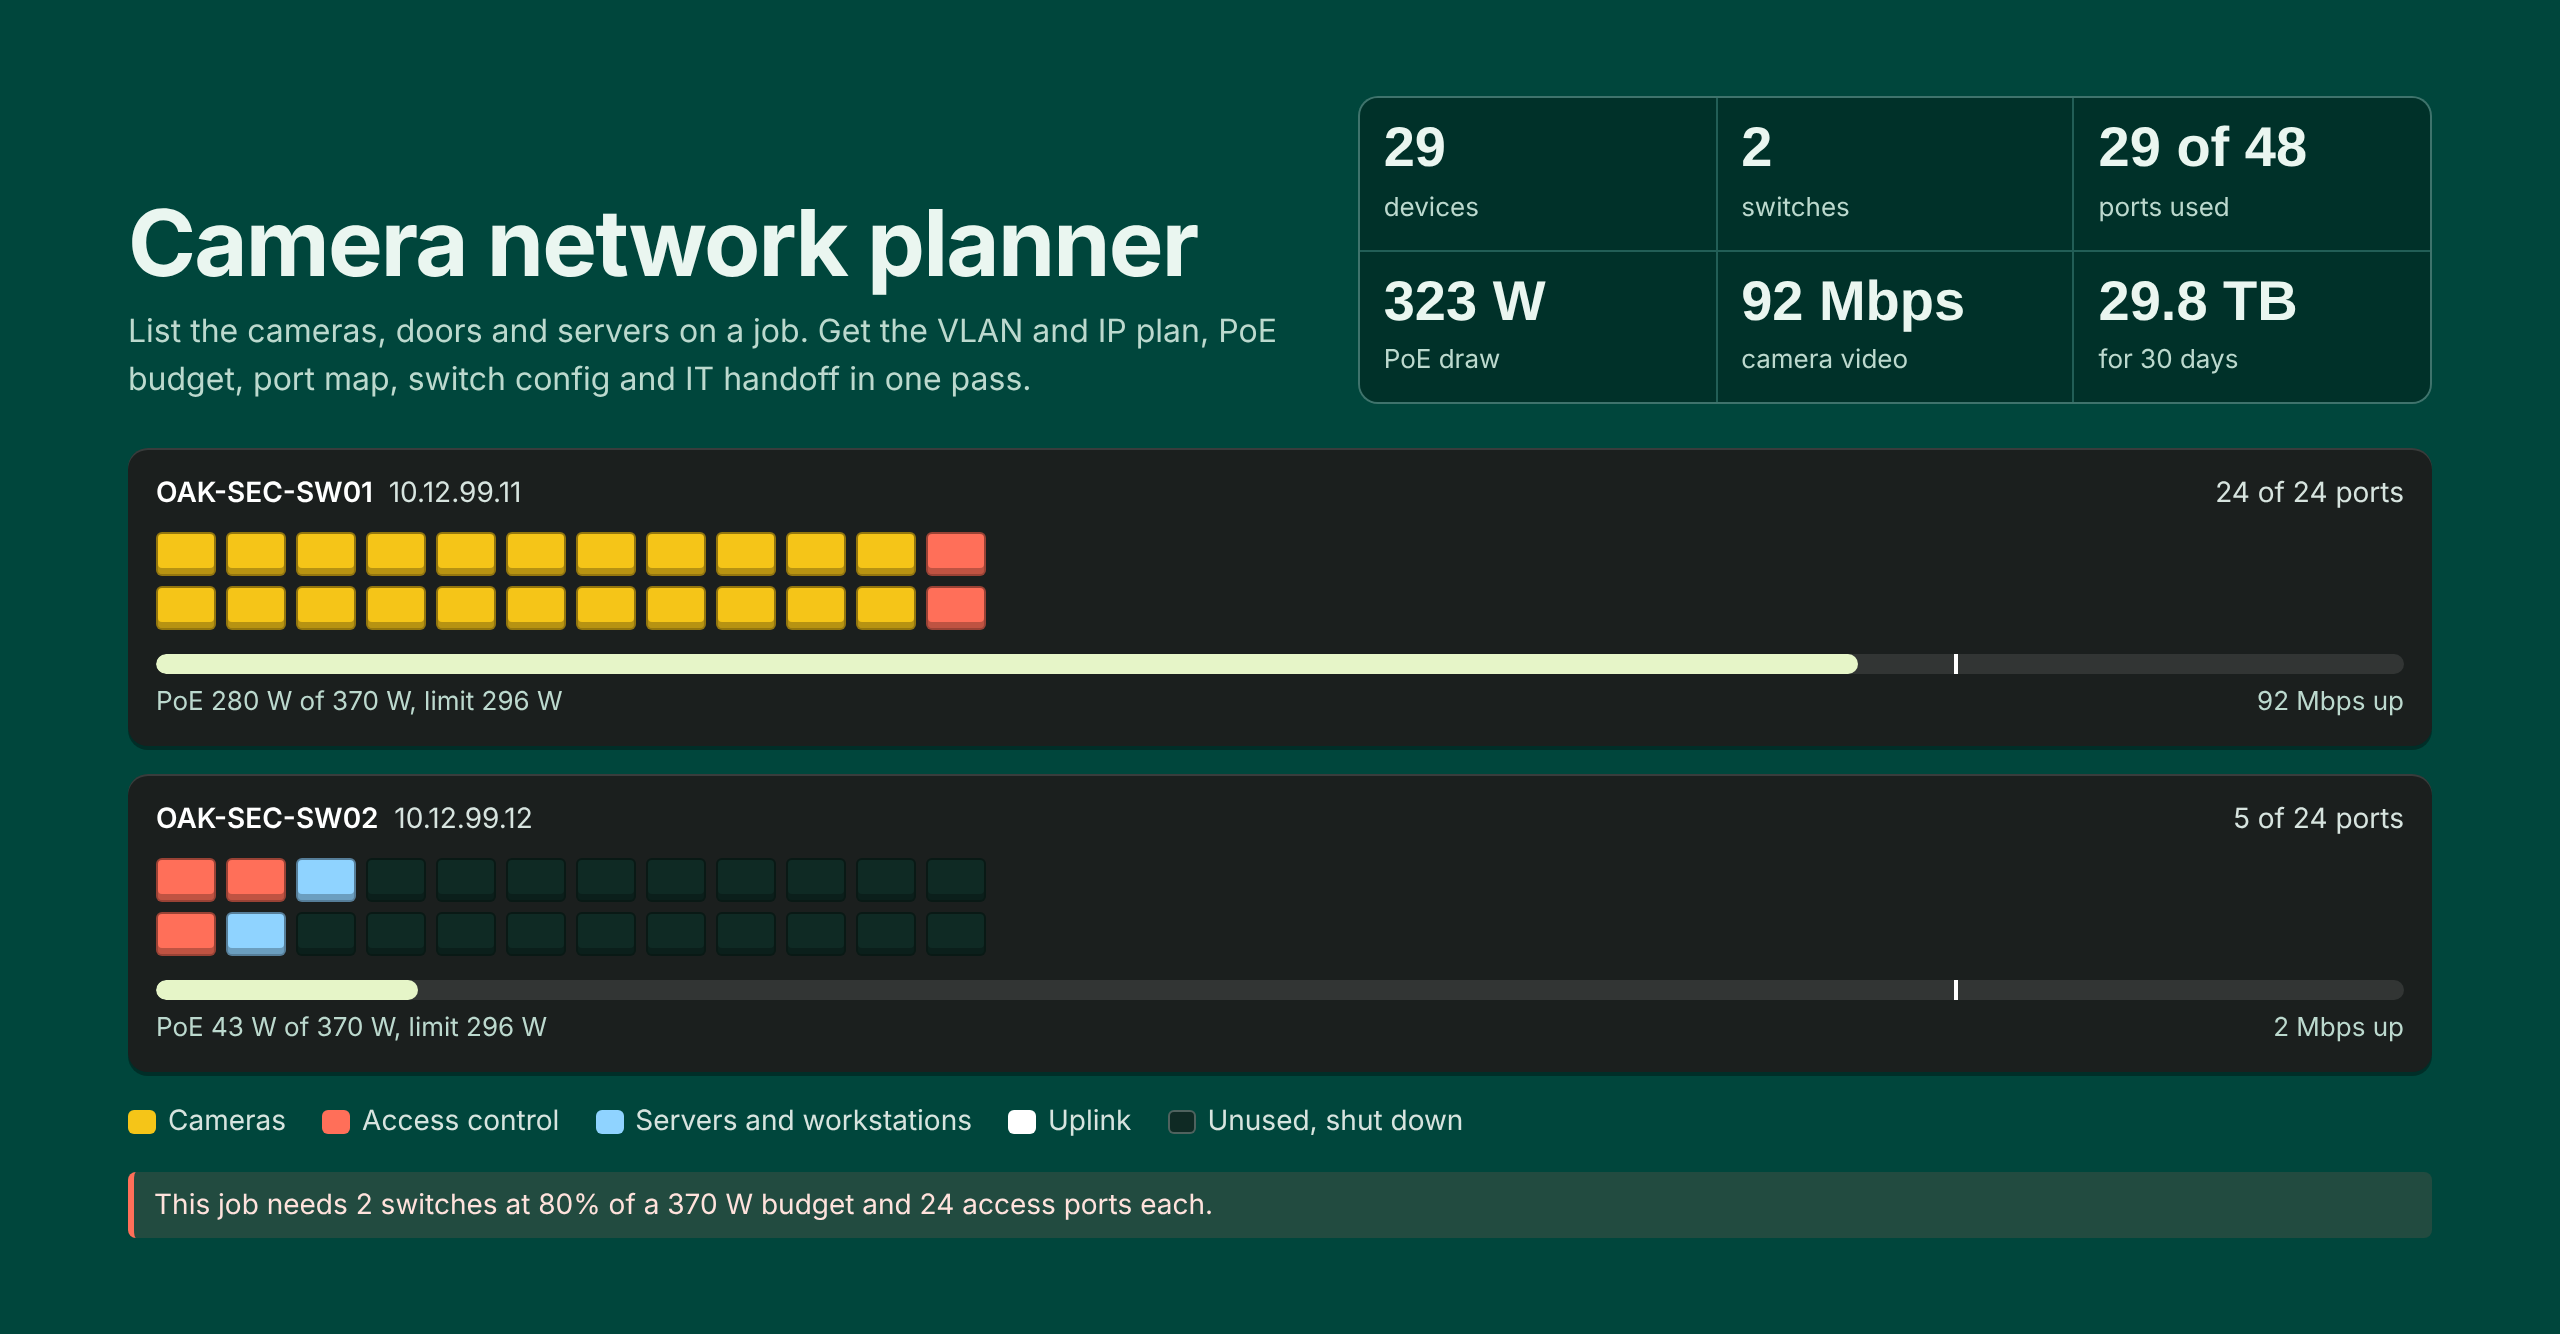 Camera network planner
List the cameras, doors and servers on a job. Get the VLAN and IP plan, PoE
budget, port map, switch config and IT handoff in one pass.
29
devices
2
switches
29 of 48
ports used
323 W
PoE draw
92 Mbps
camera video
29.8 TB
for 30 days
OAK-SEC-SW01 10.12.99.11
24 of 24 ports
PoE 280 W of 370 W, limit 296 W
92 Mbps up
OAK-SEC-SW02 10.12.99.12
5 of 24 ports
PoE 43 W of 370 W, limit 296 W
2 Mbps up
Cameras
Access control
Servers and workstations
Uplink
Unused, shut down
This job needs 2 switches at 80% of a 370 W budget and 24 access ports each.